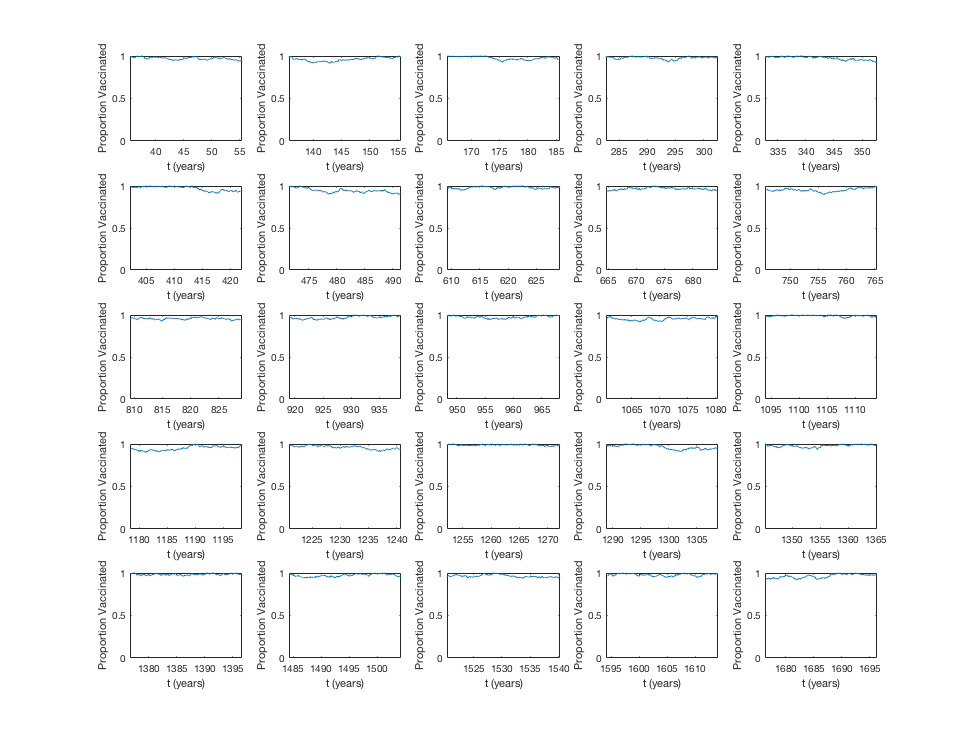 Proportion Vaccinated Proportion Vaccinated Proportion Vaccinated Proportion Vaccinated Proportion Vaccinated
1 1 1 1 1
0.5 0.5 0.5 0.5 0.5
0 0 0 0 0
40 45 50 55 140 145 150 155 170 175 180 185 285 290 295 300 335 340 345 350
t (years) t (years) t (years) t (years) t (years)
Proportion Vaccinated Proportion Vaccinated Proportion Vaccinated Proportion Vaccinated Proportion Vaccinated
1 1 1 1 1
0.5 0.5 0.5 0.5 0.5
0 0 0 0 0
405 410 415 420 475 480 485 490 610 615 620 625 665 670 675 680 750 755 760 765
t (years) t (years) t (years) t (years) t (years)
Proportion Vaccinated Proportion Vaccinated Proportion Vaccinated Proportion Vaccinated Proportion Vaccinated
1 1 1 1 1
0.5 0.5 0.5 0.5 0.5
0 0 0 0 0
810 815 820 825 920 925 930 935 950 955 960 965 1065 1070 1075 1080 1095 1100 1105 1110
t (years) t (years) t (years) t (years) t (years)
Proportion Vaccinated Proportion Vaccinated Proportion Vaccinated Proportion Vaccinated Proportion Vaccinated
1 1 1 1 1
0.5 0.5 0.5 0.5 0.5
0 0 0 0 0
1180 1185 1190 1195 1225 1230 1235 1240 1255 1260 1265 1270 1290 1295 1300 1305 1350 1355 1360 1365
t (years) t (years) t (years) t (years) t (years)
Proportion Vaccinated Proportion Vaccinated Proportion Vaccinated Proportion Vaccinated Proportion Vaccinated
1 1 1 1 1
0.5 0.5 0.5 0.5 0.5
0 0 0 0 0
1380 1385 1390 1395 1485 1490 1495 1500 1525 1530 1535 1540 1595 1600 1605 1610 1680 1685 1690 1695
t (years) t (years) t (years) t (years) t (years)